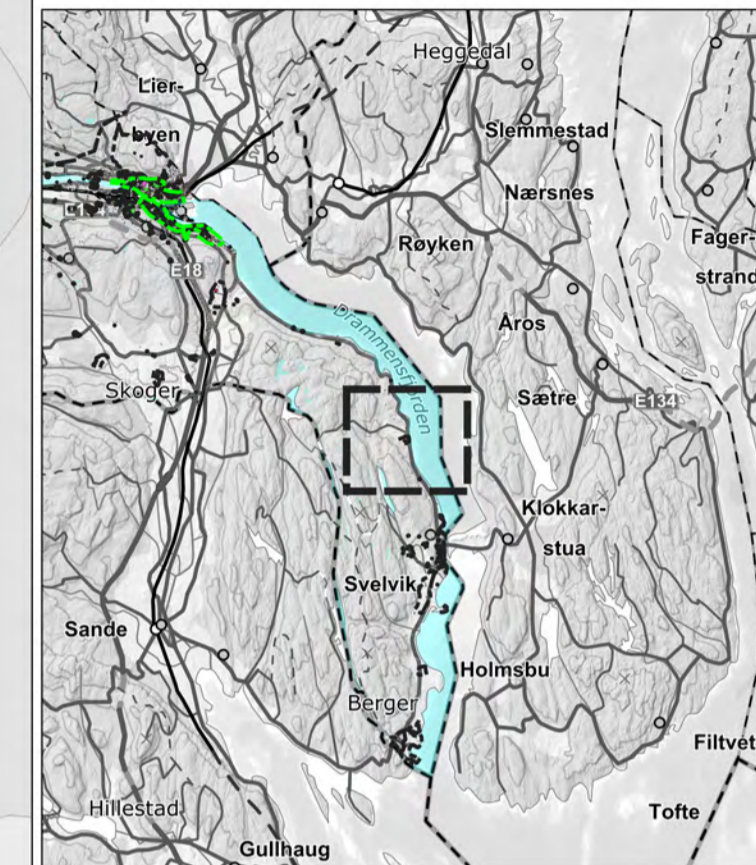 Heggedal
Lier-
byen
Slemmestad
Nærsnes
Røyken
Fager-
strand
E18
Drammensfjorden
Åros
Skoger
Sætre
E134
Klokkar-
stua
Svelvik
Sande
Holmsbu
Berger
Filtvet
Hillestad
Tofte
Gullhaug